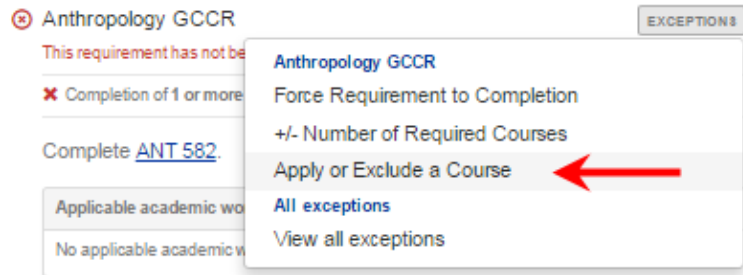 Anthropology GCCR
EXCEPTIONS
This requirement has not be
Anthropology GCCR
✖ Completion of 1 or more
Force Requirement to Completion
+/- Number of Required Courses
Complete ANT 582.
Apply or Exclude a Course
Applicable academic wo
All exceptions
No applicable academic w
View all exceptions